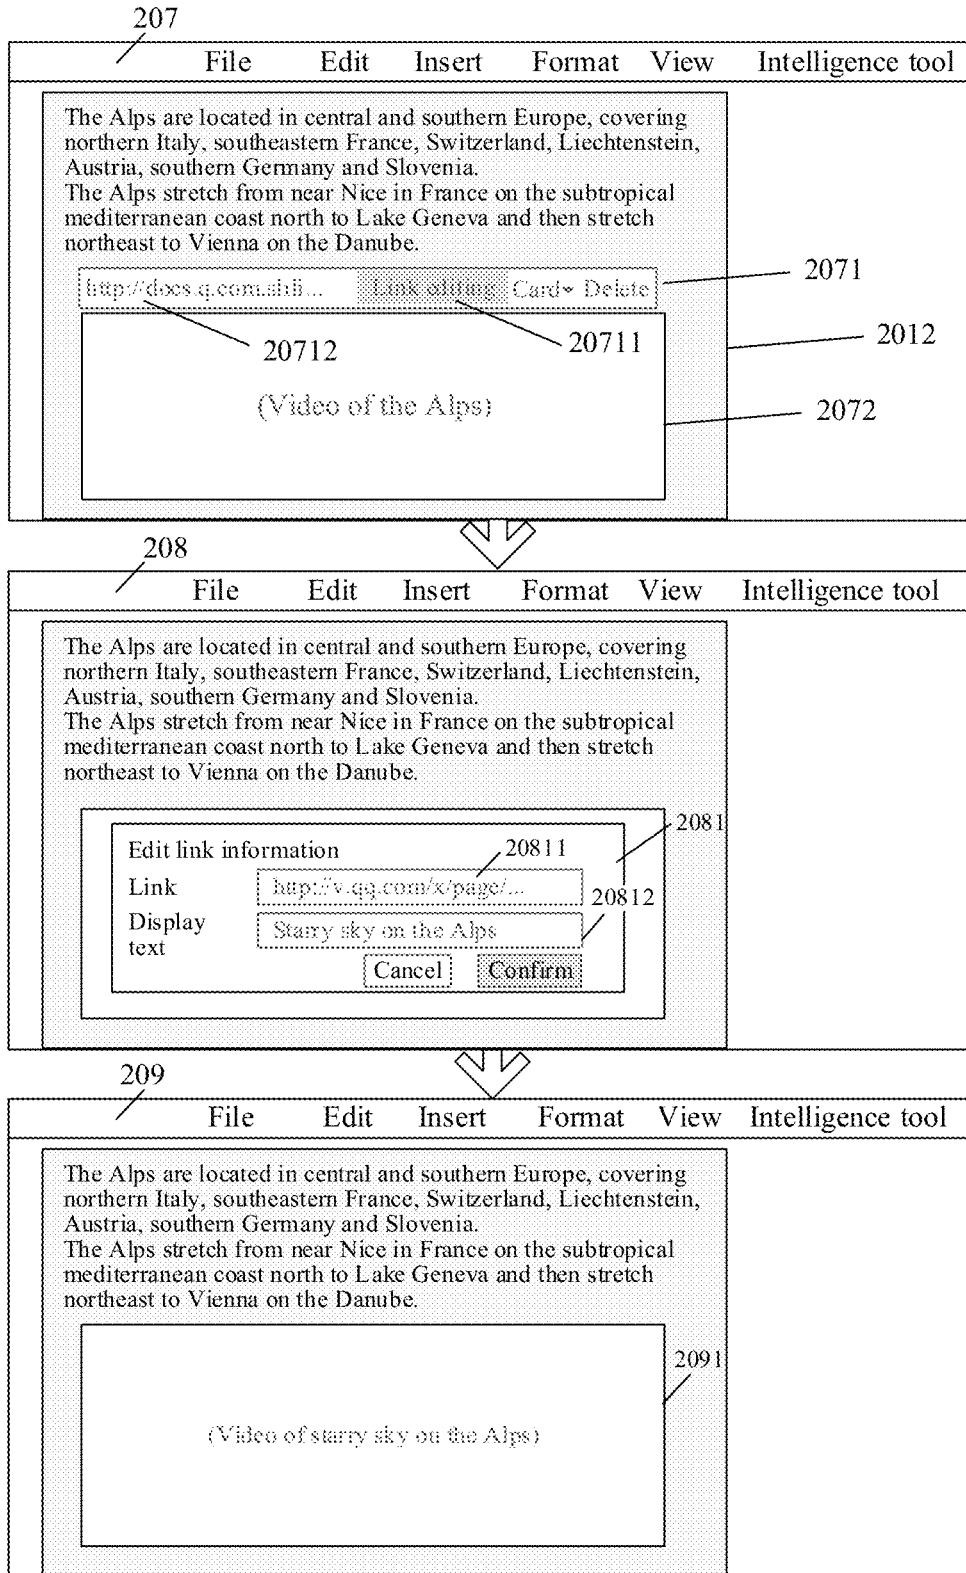 207
File Edit Insert Format View Intelligence tool
The Alps are located in central and southern Europe, covering
northern Italy, southeastern France, Switzerland, Liechtenstein,
Austria, southern Germany and Slovenia.
The Alps stretch from near Nice in France on the subtropical
mediterranean coast north to Lake Geneva and then stretch
northeast to Vienna on the Danube.
http://docs.q.com.shli... Link editing Card Delete
2071
20712
20711
2012
(Video of the Alps)
2072
208
File Edit Insert Format View Intelligence tool
The Alps are located in central and southern Europe, covering
northern Italy, southeastern France, Switzerland, Liechtenstein,
Austria, southern Germany and Slovenia.
The Alps stretch from near Nice in France on the subtropical
mediterranean coast north to Lake Geneva and then stretch
northeast to Vienna on the Danube.
2081
Edit link information
20811
Link http://v.qq.com/x/page/...
20812
Display
text
Starry sky on the Alps
Cancel Confirm
209
File Edit Insert Format View Intelligence tool
The Alps are located in central and southern Europe, covering
northern Italy, southeastern France, Switzerland, Liechtenstein,
Austria, southern Germany and Slovenia.
The Alps stretch from near Nice in France on the subtropical
mediterranean coast north to Lake Geneva and then stretch
northeast to Vienna on the Danube.
2091
(Video of starry sky on the Alps)